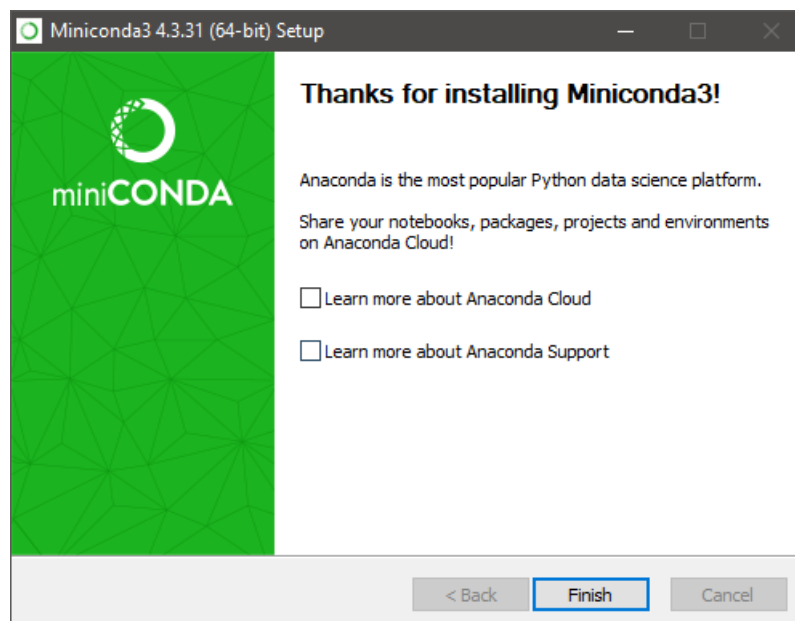 Miniconda3 4.3.31 (64-bit) Setup
miniCONDA
Thanks for installing Miniconda3!
Anaconda is the most popular Python data science platform.
Share your notebooks, packages, projects and environments
on Anaconda Cloud!
Learn more about Anaconda Cloud
Learn more about Anaconda Support
< Back
Finish
Cancel